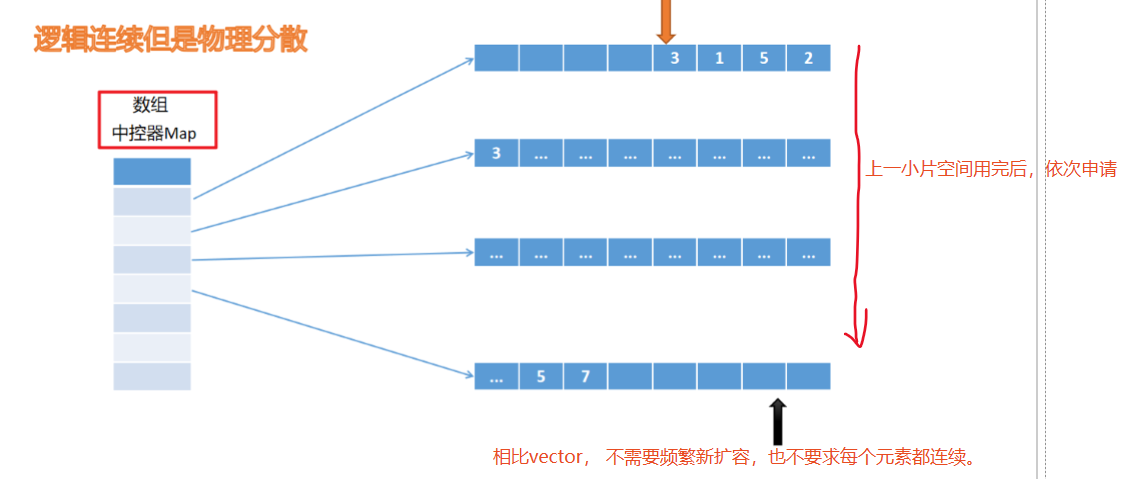 逻辑连续但是物理分散
数组
中控器Map
3 1 5 2
3 ... ... ... ... ... ... ...
上一小片空间用完后，依次申请
... ... ... ... ... ... ... ...
... 5 7
相比vector， 不需要频繁新扩容，也不要求每个元素都连续。